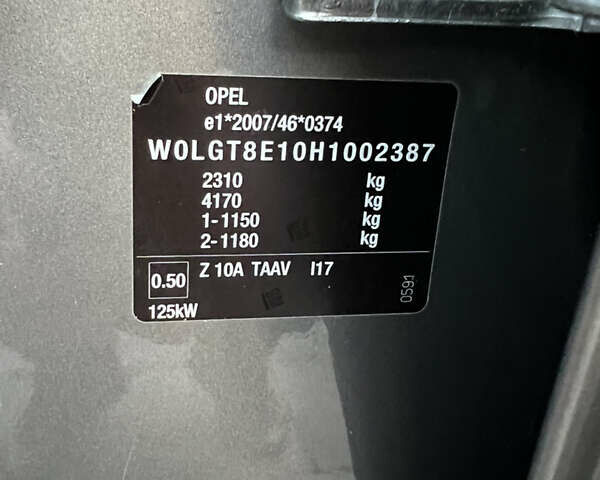 OPEL
e1*2007/46*0374
W0LGT8E10H1002387
2310 kg
4170 kg
1-1150 kg
2-1180 kg
0.50 Z 10A TAAV I17
125kW
0591